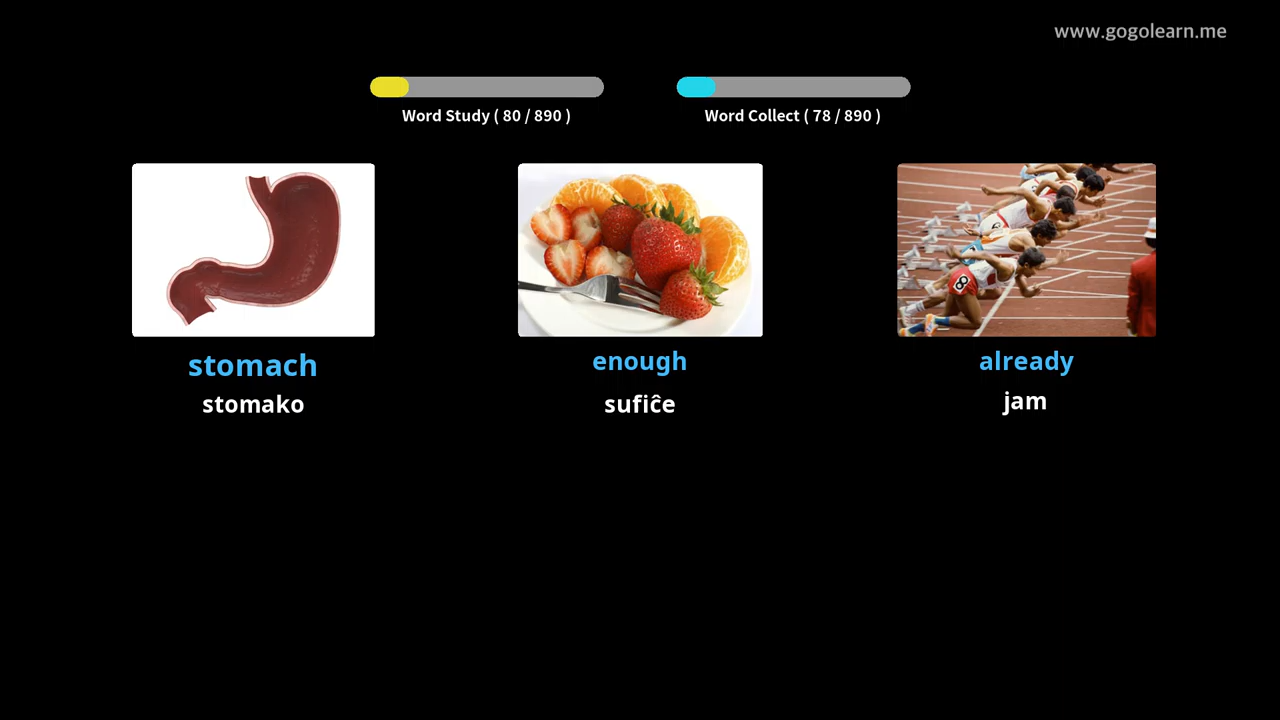 www.gogolearn.me
Word Study ( 80 / 890 )
Word Collect ( 78 / 890 )
stomach
stomako
enough
sufiĉe
already
jam